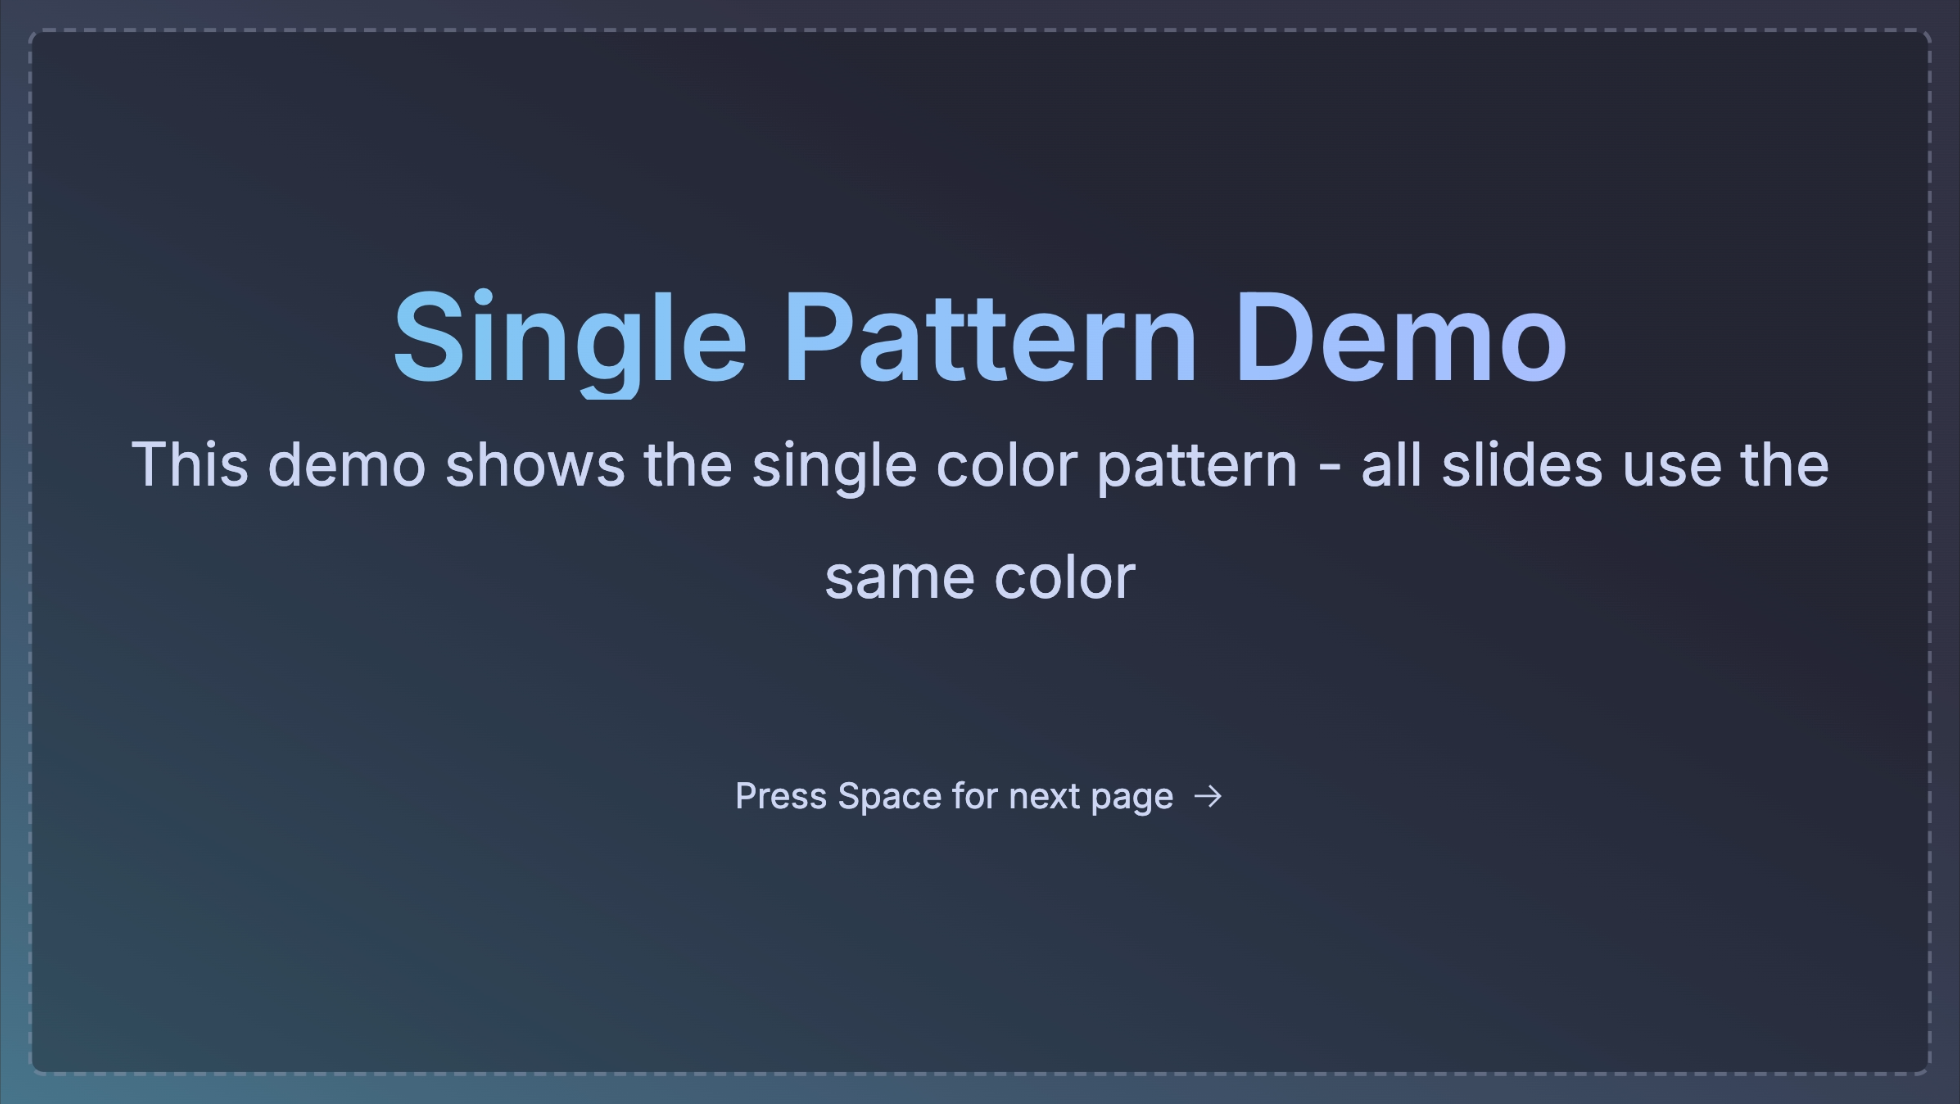 Single Pattern Demo
This demo shows the single color pattern - all slides use the
same color
Press Space for next page →